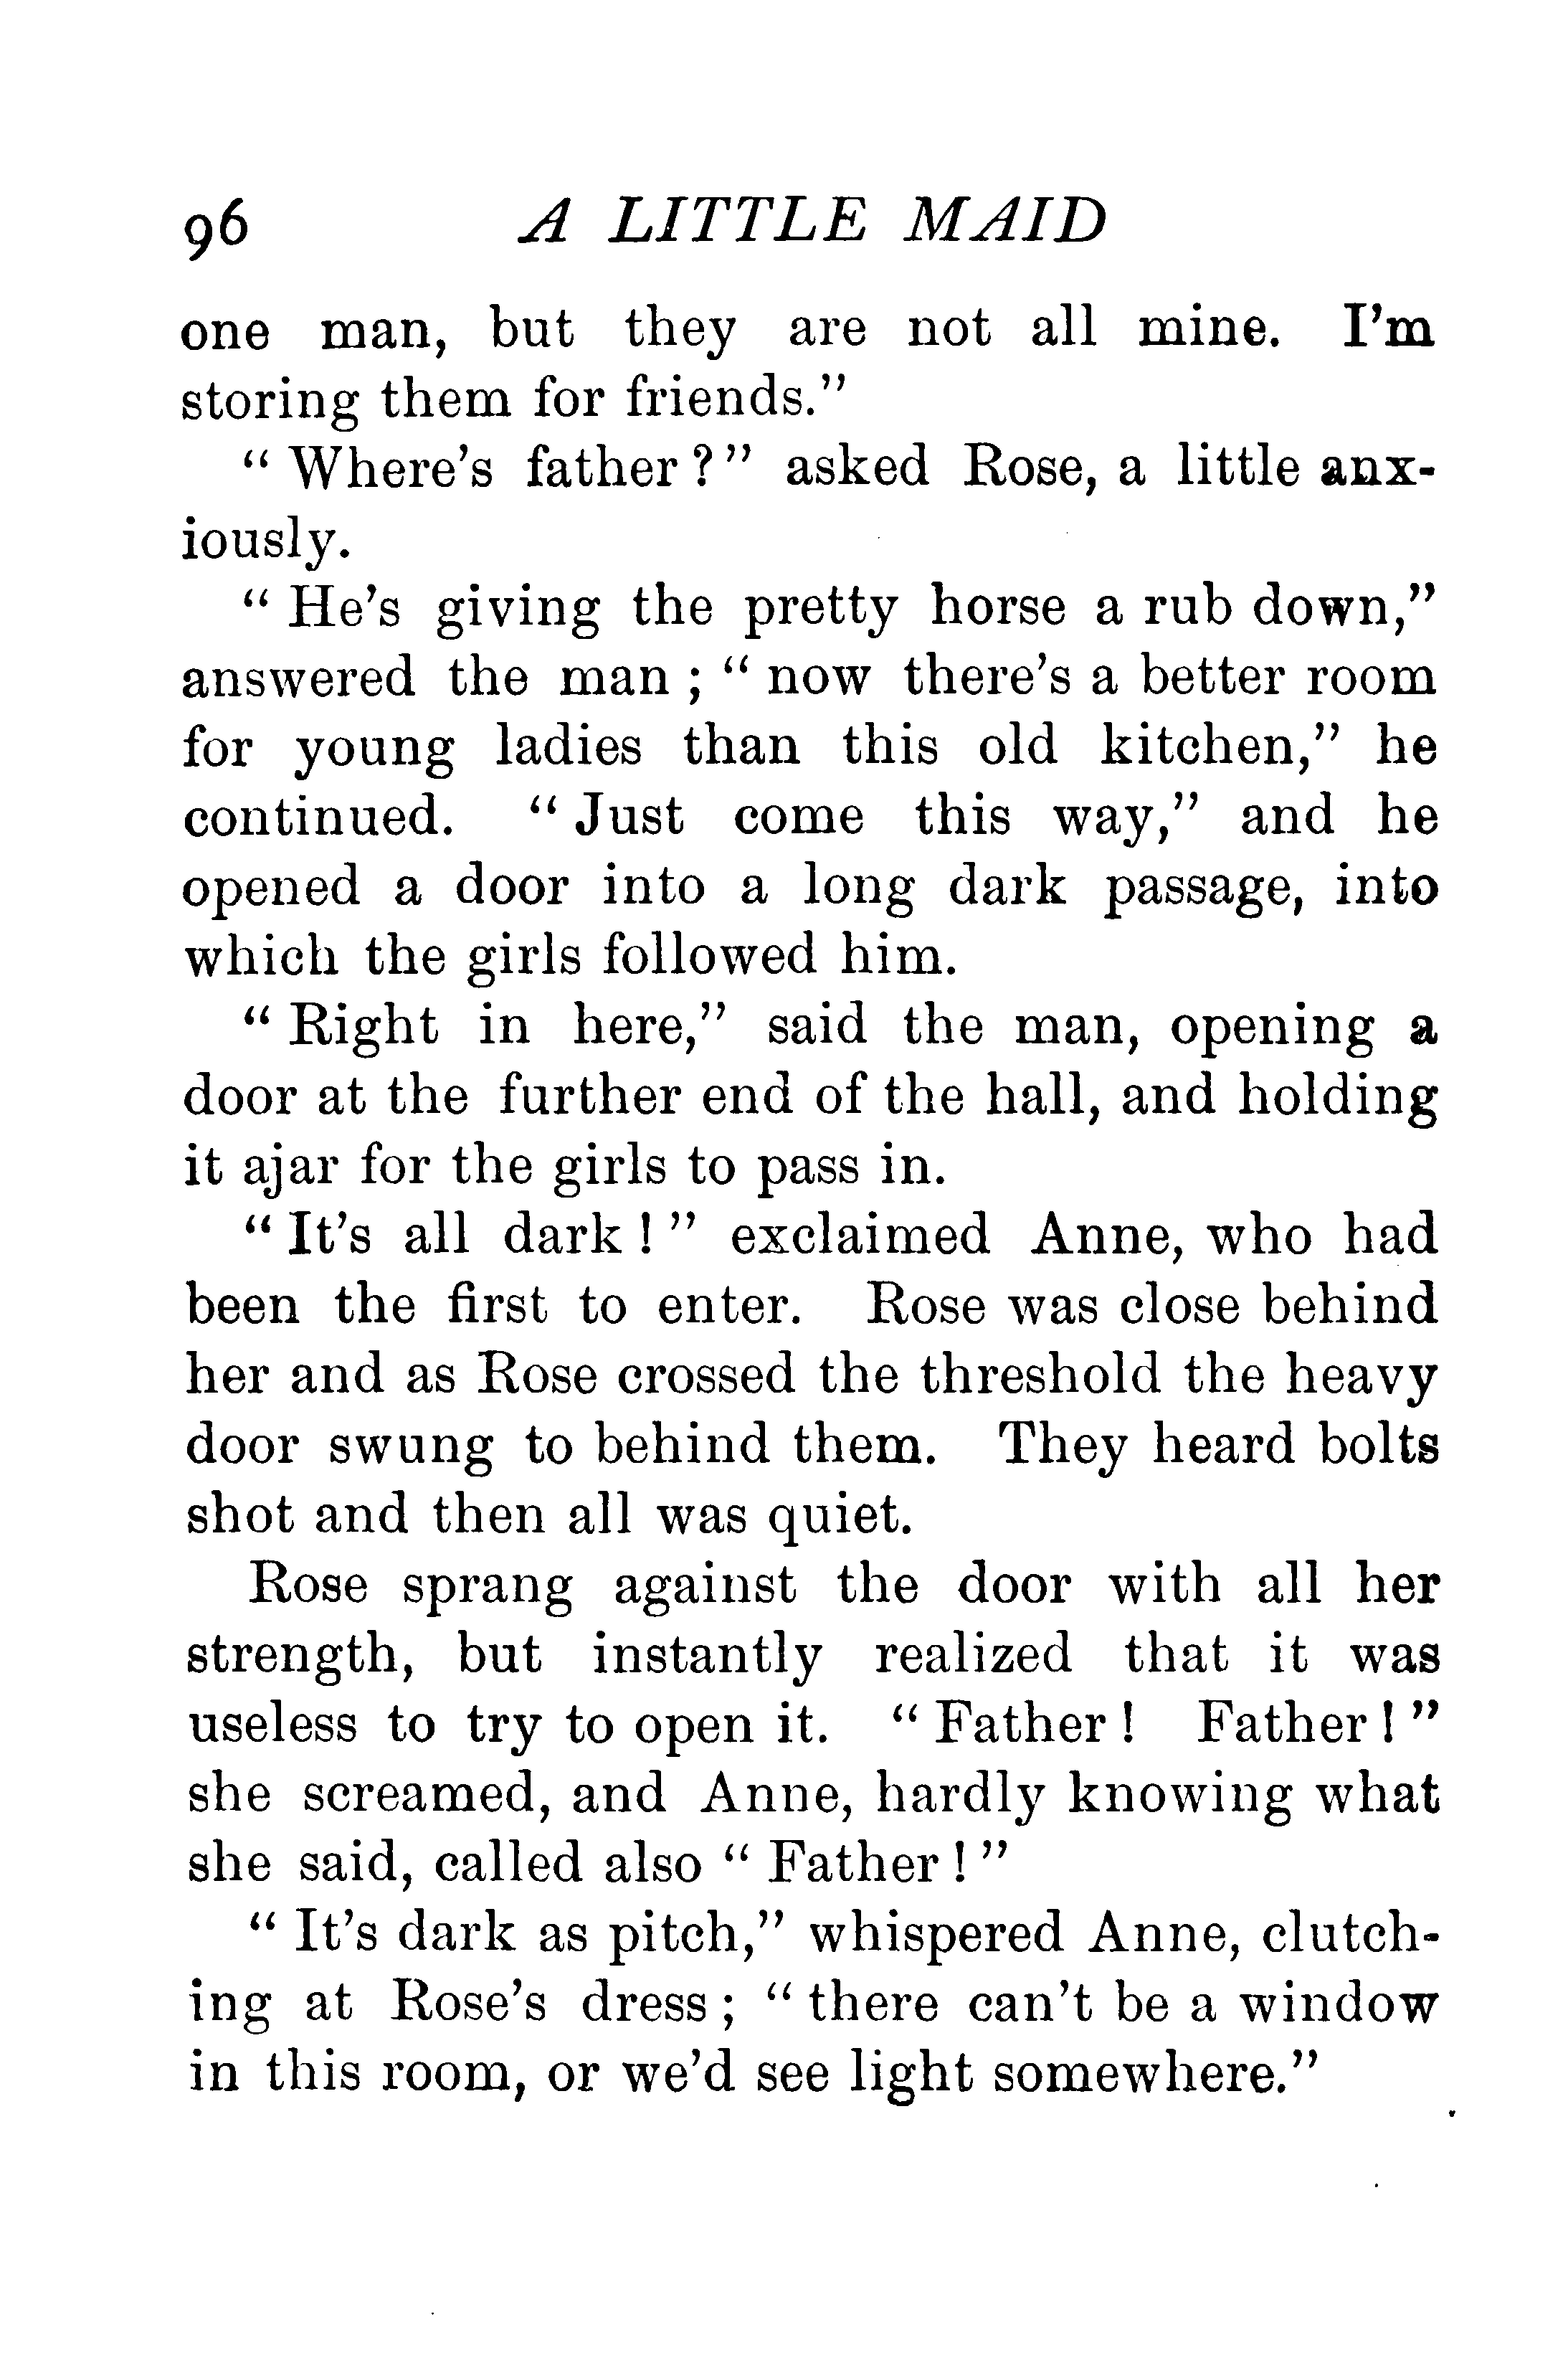 96 A LITTLE MAID
one man, but they are not all mine. I'm
storing them for friends."
" Where's father ? " asked Rose, a little anx-
iously.
" He's giving the pretty horse a rub down,"
answered the man ; " now there's a better room
for young ladies than this old kitchen," he
continued. " Just come this way," and he
opened a door into a long dark passage, into
which the girls followed him.
" Right in here," said the man, opening a
door at the further end of the hall, and holding
it ajar for the girls to pass in.
" It's all dark ! " exclaimed Anne, who had
been the first to enter. Rose was close behind
her and as Rose crossed the threshold the heavy
door swung to behind them. They heard bolts
shot and then all was quiet.
Rose sprang against the door with all her
strength, but instantly realized that it was
useless to try to open it. " Father ! Father ! "
she screamed, and Anne, hardly knowing what
she said, called also " Father ! "
" It's dark as pitch," whispered Anne, clutch-
ing at Rose's dress ; " there can't be a window
in this room, or we'd see light somewhere."